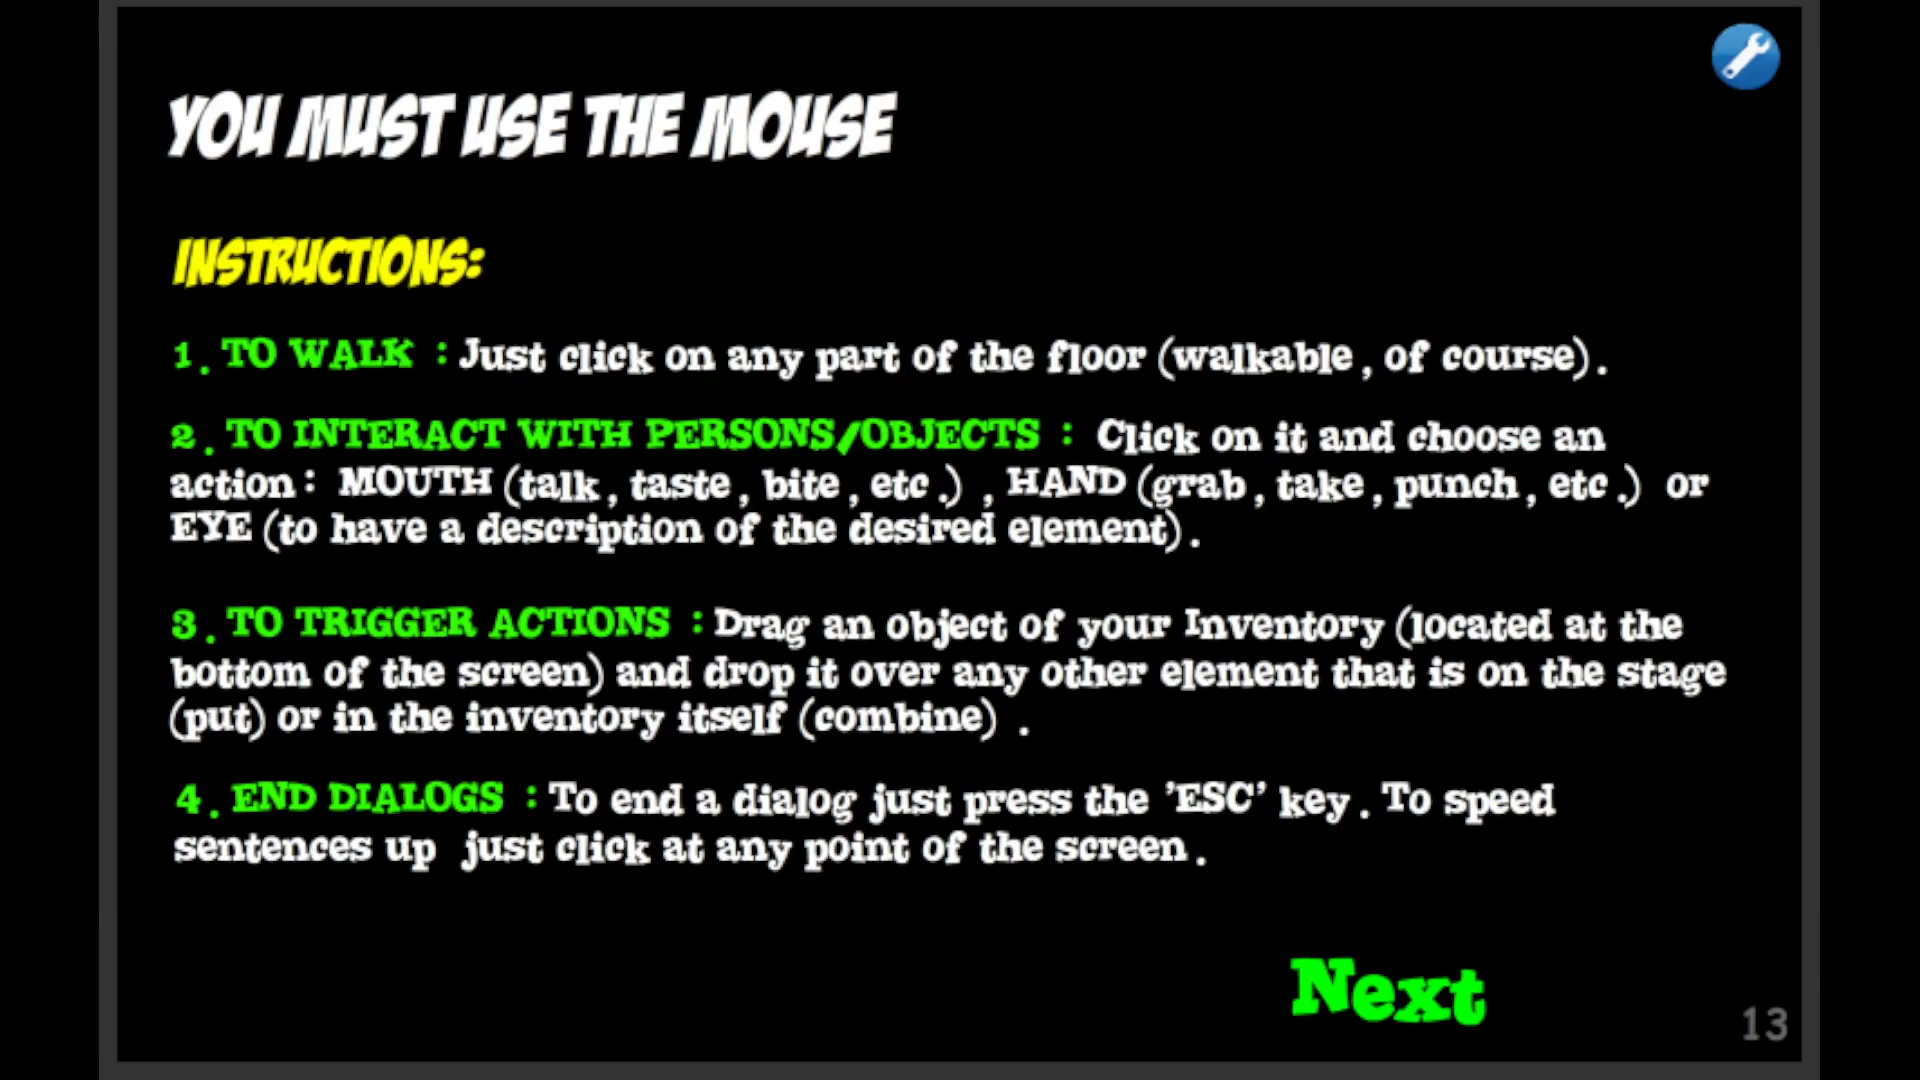 YOU MUST USE THE MOUSE
INSTRUCTIONS:
1. TO WALK : Just click on any part of the floor (walkable, of course).
2. TO INTERACT WITH PERSONS/OBJECTS : Click on it and choose an
action: MOUTH (talk, taste, bite, etc.) , HAND (grab, take, punch, etc.) or
EYE (to have a description of the desired element).
3. TO TRIGGER ACTIONS : Drag an object of your Inventory (located at the
bottom of the screen) and drop it over any other element that is on the stage
(put) or in the inventory itself (combine) .
4. END DIALOGS : To end a dialog just press the 'ESC' key. To speed
sentences up just click at any point of the screen.
Next
13